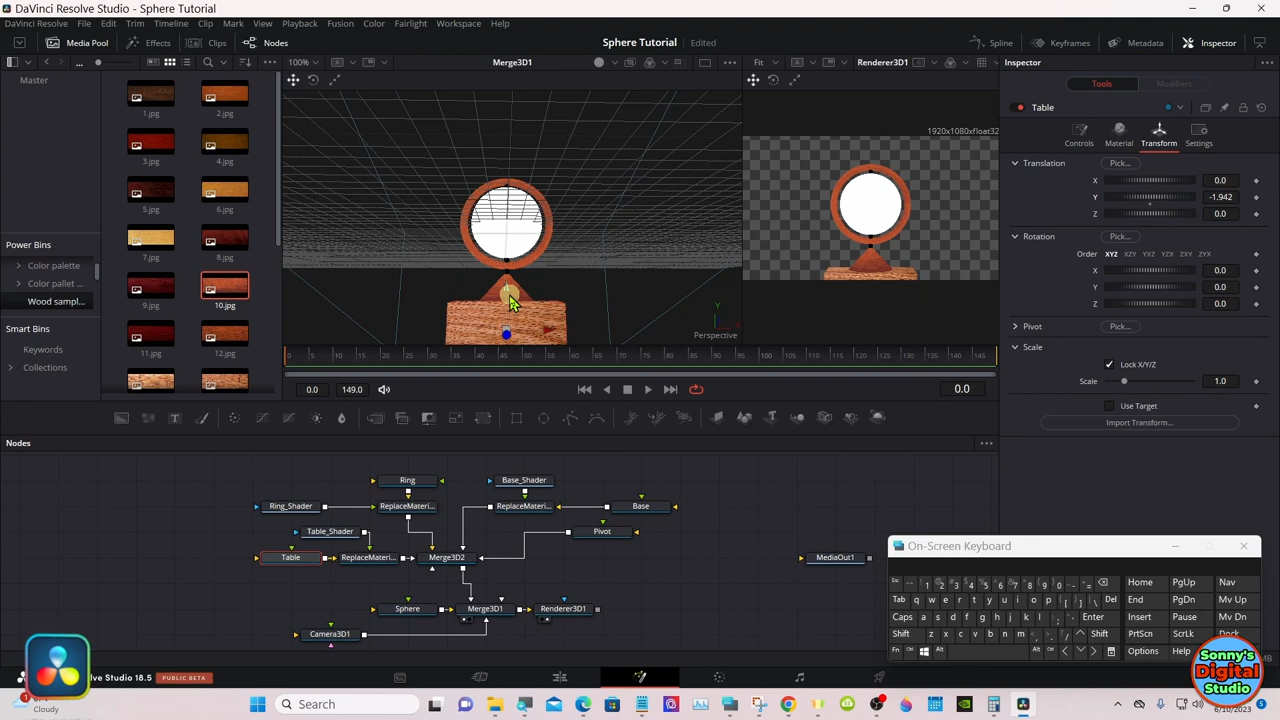 DaVinci Resolve Studio - Sphere Tutorial
DaVinci Resolve File Edit Trim Timeline Clip Mark View Playback Fusion Color Fairlight Workspace Help
Media Pool Effects Clips Nodes Sphere Tutorial Edited Spline Keyframes Metadata Inspector
... 100% Merge3D1 Fit Renderer3D1 Inspector
Master
1.jpg 2.jpg
3.jpg 4.jpg
5.jpg 6.jpg
7.jpg 8.jpg
9.jpg 10.jpg
11.jpg 12.jpg
Power Bins
Color palette
Color pallet ...
Wood sampl...
Smart Bins
Keywords
Collections
Perspective
Y
1920x1080xfloat32
Tools Modifiers
Table
Controls Material Transform Settings
Translation Pick...
X 0.0
Y -1.942
Z 0.0
Rotation Pick...
Order XYZ XZY YXZ YZX ZXY ZYX
X 0.0
Y 0.0
Z 0.0
Pivot Pick...
Scale
Lock X/Y/Z
Scale 1.0
Use Target
Import Transform...
0 5 10 15 20 25 30 35 40 45 50 55 60 65 70 75 80 85 90 95 100 105 110 115 120 125 130 135 140 145
0.0 149.0 0.0
Nodes
Ring Base_Shader
Ring_Shader ReplaceMateri... ReplaceMateri... Base
Table_Shader Pivot
Table ReplaceMateri... Merge3D2 MediaOut1
Sphere Merge3D1 Renderer3D1
Camera3D1
On-Screen Keyboard
Esc 1 2 3 4 5 6 7 8 9 0 - = Home PgUp Nav
Tab q w e r t y u i o p [ ] \ Del End PgDn Mv Up
Caps a s d f g h j k l ; ' Insert Pause Mv Dn
Shift z x c v b n m , . / Shift PrtScn ScrLk Dock
Fn Ctrl Alt Alt Ctrl Options Help
DaVinci Resolve Studio 18.5 PUBLIC BETA
Sonny's
Digital
Studio
Cloudy
Search
6/10/2023